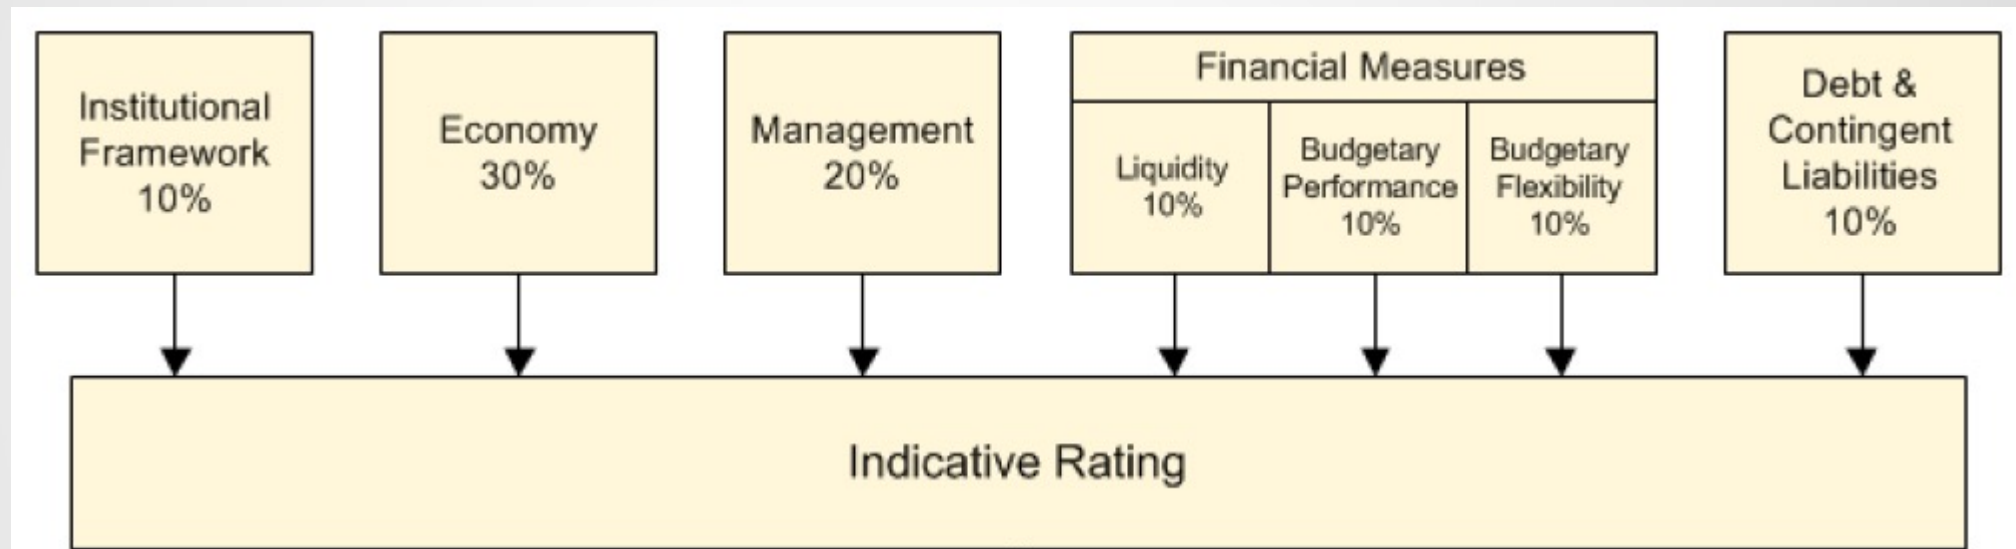 Institutional
Framework
10%
Economy
30%
Management
20%
Financial Measures
Liquidity
10%
Budgetary
Performance
10%
Budgetary
Flexibility
10%
Debt &
Contingent
Liabilities
10%
Indicative Rating